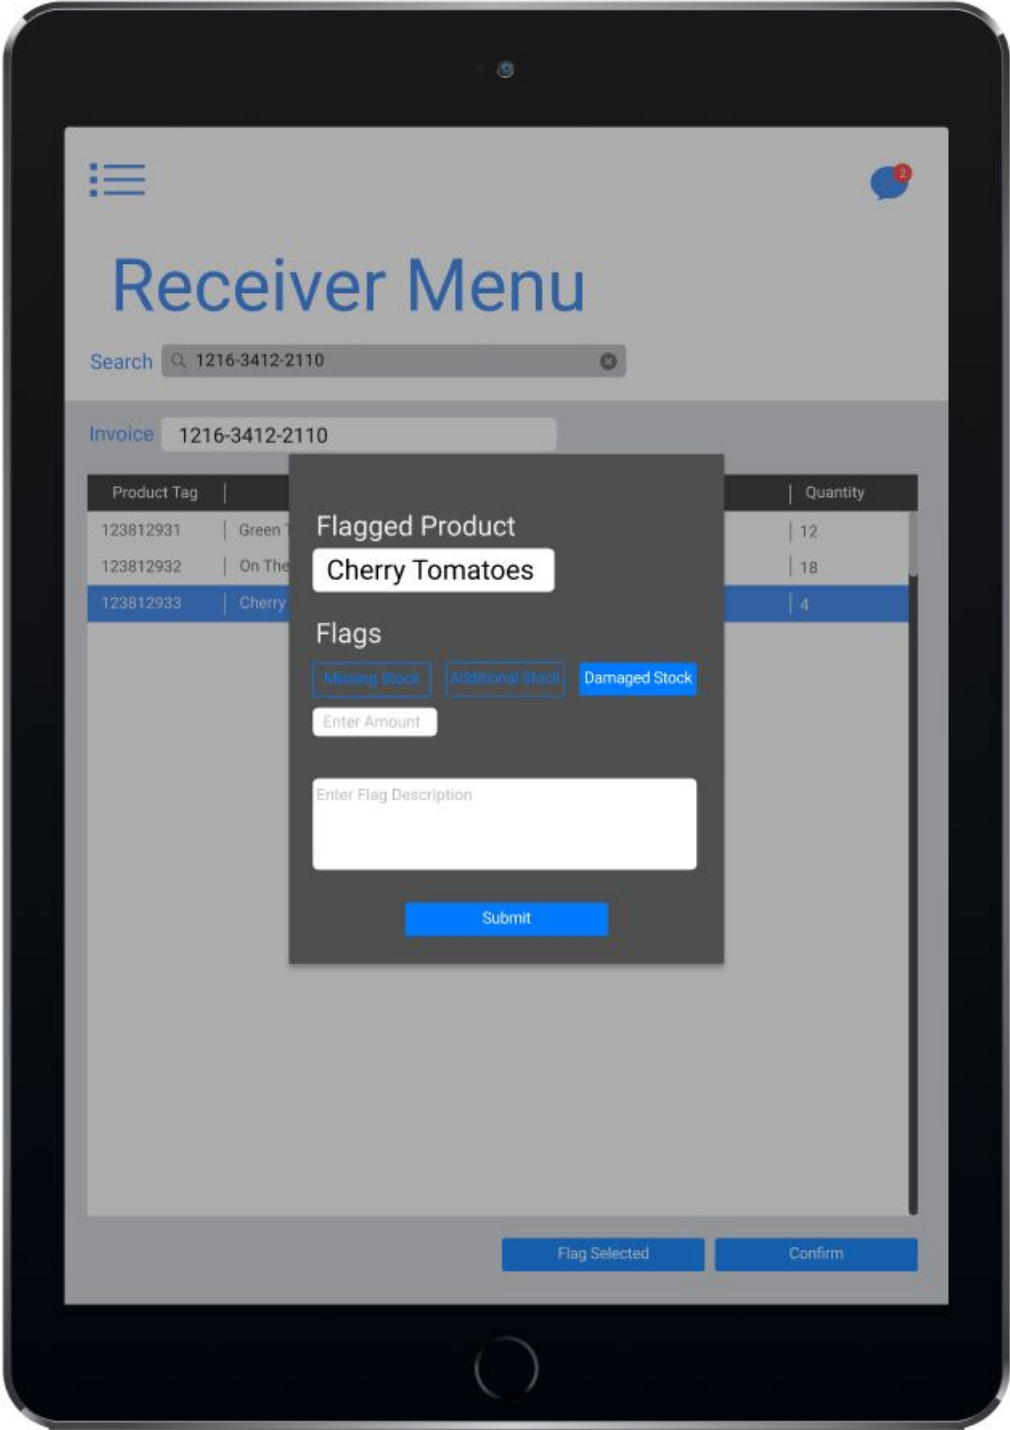 2
Receiver Menu
Search 1216-3412-2110
Invoice 1216-3412-2110
Product Tag Quantity
123812931 Green 12
123812932 On The 18
123812933 Cherry 4
Flagged Product
Cherry Tomatoes
Flags
Missing Stock Additional Stock Damaged Stock
Enter Amount
Enter Flag Description
Submit
Flag Selected Confirm